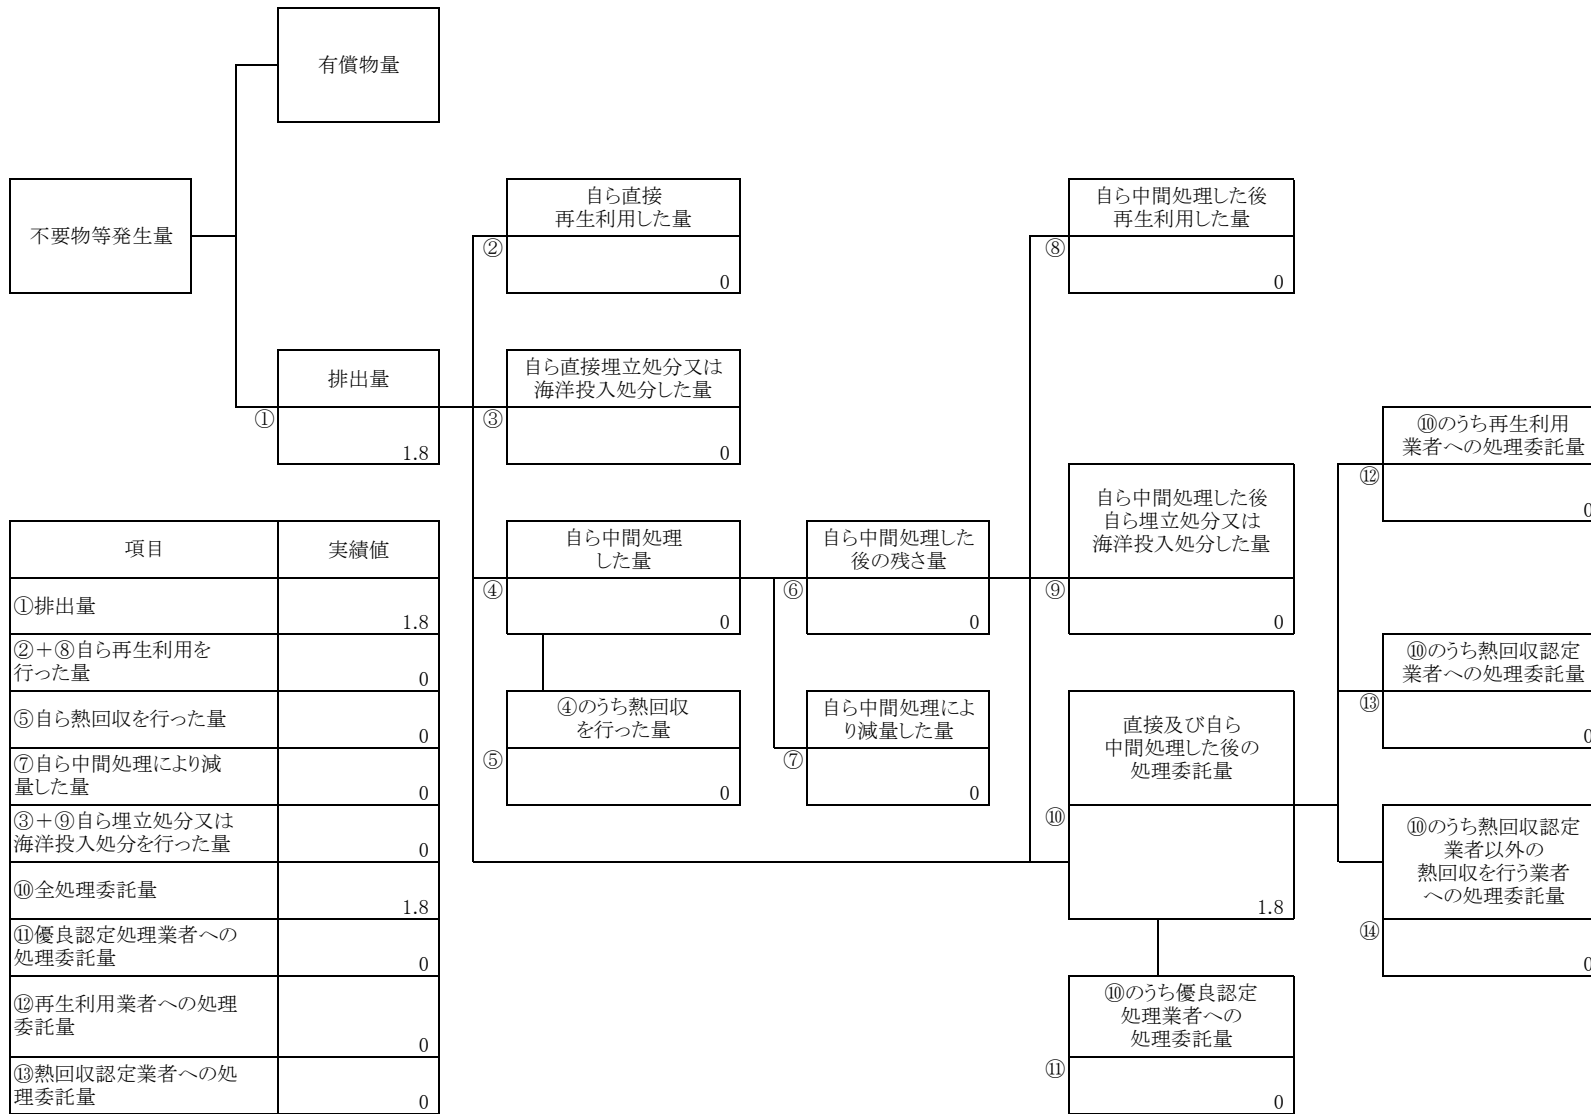 有償物量
不要物等発生量
自ら直接
再生利用した量
②
0
自ら中間処理した後
再生利用した量
⑧
0
排出量
①
1.8
自ら直接埋立処分又は
海洋投入処分した量
③
0
⑩のうち再生利用
業者への処理委託量
⑫
0
自ら中間処理した後
自ら埋立処分又は
海洋投入処分した量
⑨
0
自ら中間処理
した量
④
0
自ら中間処理した
後の残さ量
⑥
0
⑩のうち熱回収認定
業者への処理委託量
⑬
0
④のうち熱回収
を行った量
⑤
0
自ら中間処理によ
り減量した量
⑦
0
直接及び自ら
中間処理した後の
処理委託量
⑩
1.8
⑩のうち熱回収認定
業者以外の
熱回収を行う業者
への処理委託量
⑭
0
⑩のうち優良認定
処理業者への
処理委託量
⑪
0
項目 実績値
①排出量
1.8
②+⑧自ら再生利用を
行った量
0
⑤自ら熱回収を行った量
0
⑦自ら中間処理により減
量した量
0
③+⑨自ら埋立処分又は
海洋投入処分を行った量
0
⑩全処理委託量
1.8
⑪優良認定処理業者への
処理委託量
0
⑫再生利用業者への処理
委託量
0
⑬熱回収認定業者への処
理委託量
0